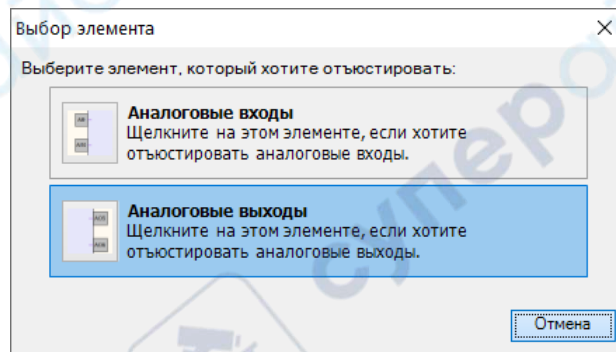 Выбор элемента
Выберите элемент, который хотите отъюстировать:
Аналоговые входы
Щелкните на этом элементе, если хотите
отъюстировать аналоговые входы.
Аналоговые выходы
Щелкните на этом элементе, если хотите
отъюстировать аналоговые выходы.
Отмена
супер